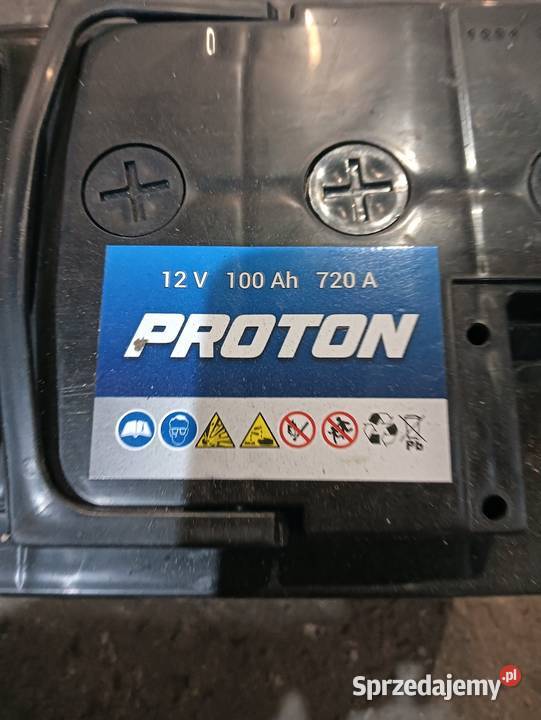 12 V 100 Ah 720 A
PROTON
Pb
Sprzedajemy.pl